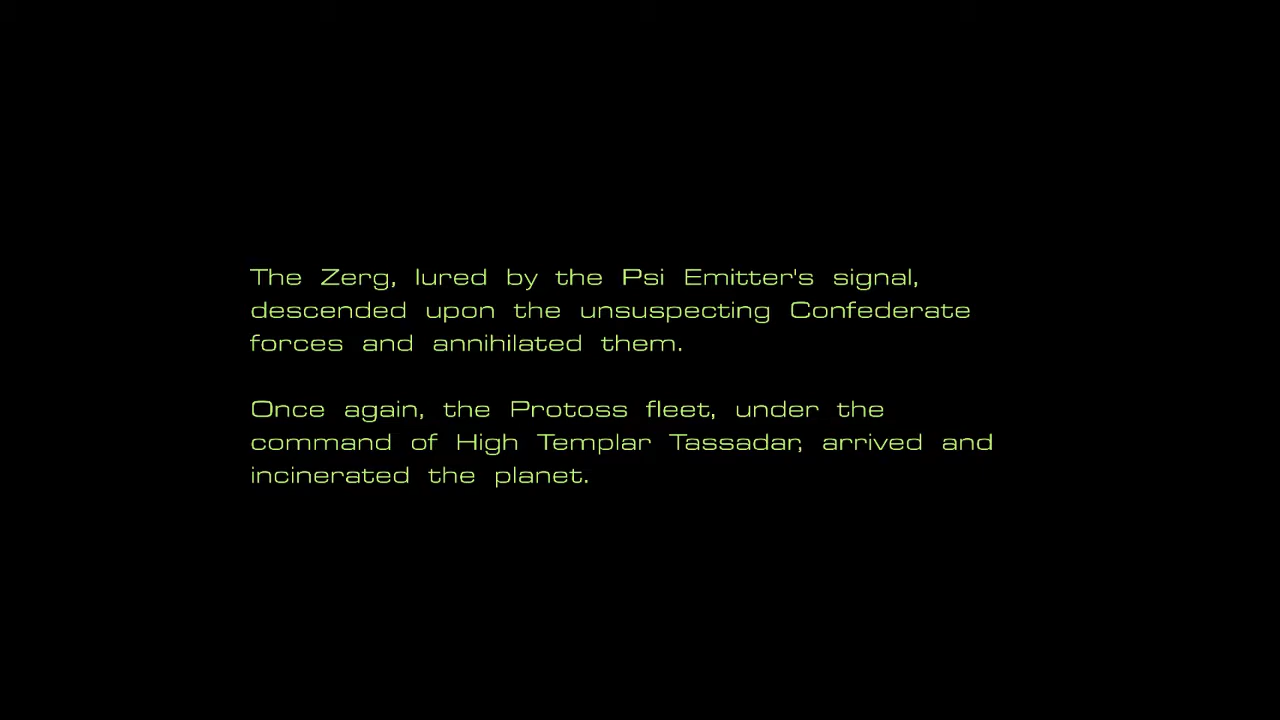 The Zerg, lured by the Psi Emitter's signal,
descended upon the unsuspecting Confederate
forces and annihilated them.
Once again, the Protoss fleet, under the
command of High Templar Tassadar, arrived and
incinerated the planet.